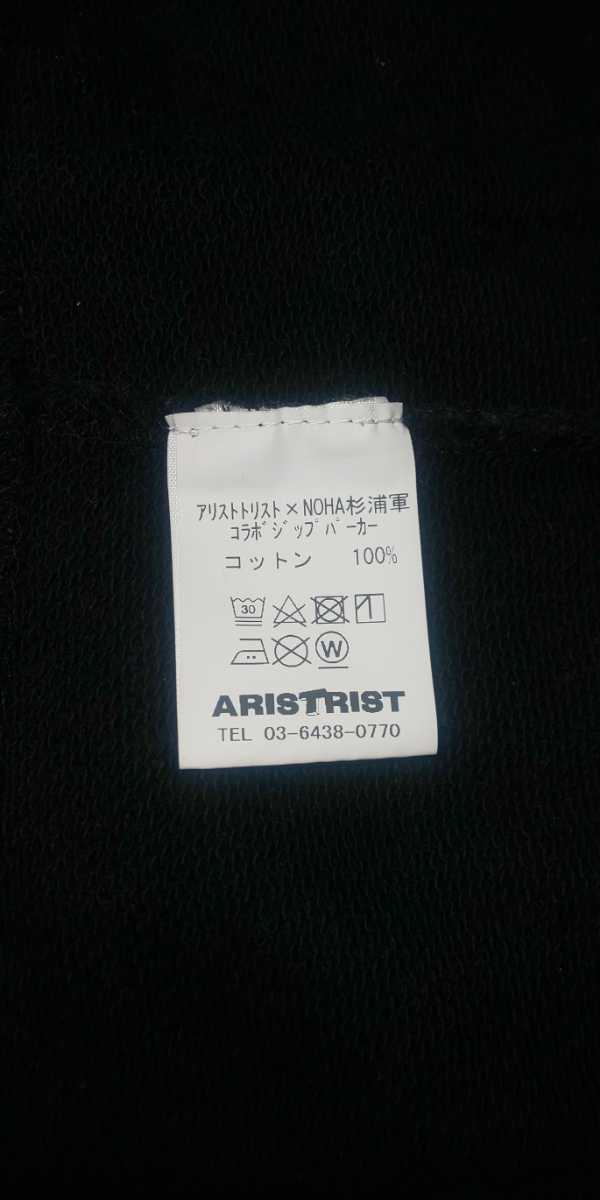 ｱﾘｽﾄﾄﾘｽﾄ×NOHA杉浦軍
ｺﾗﾎﾞｼﾞｯﾌﾟﾊﾟｰｶｰ
コットン 100%
30
W
ARISTRIST
TEL 03-6438-0770